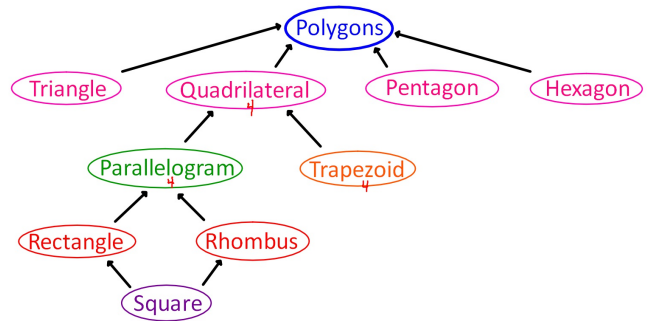 Polygons
Triangle
Quadrilateral
Pentagon
Hexagon
4
Parallelogram
Trapezoid
4
4
Rectangle
Rhombus
Square